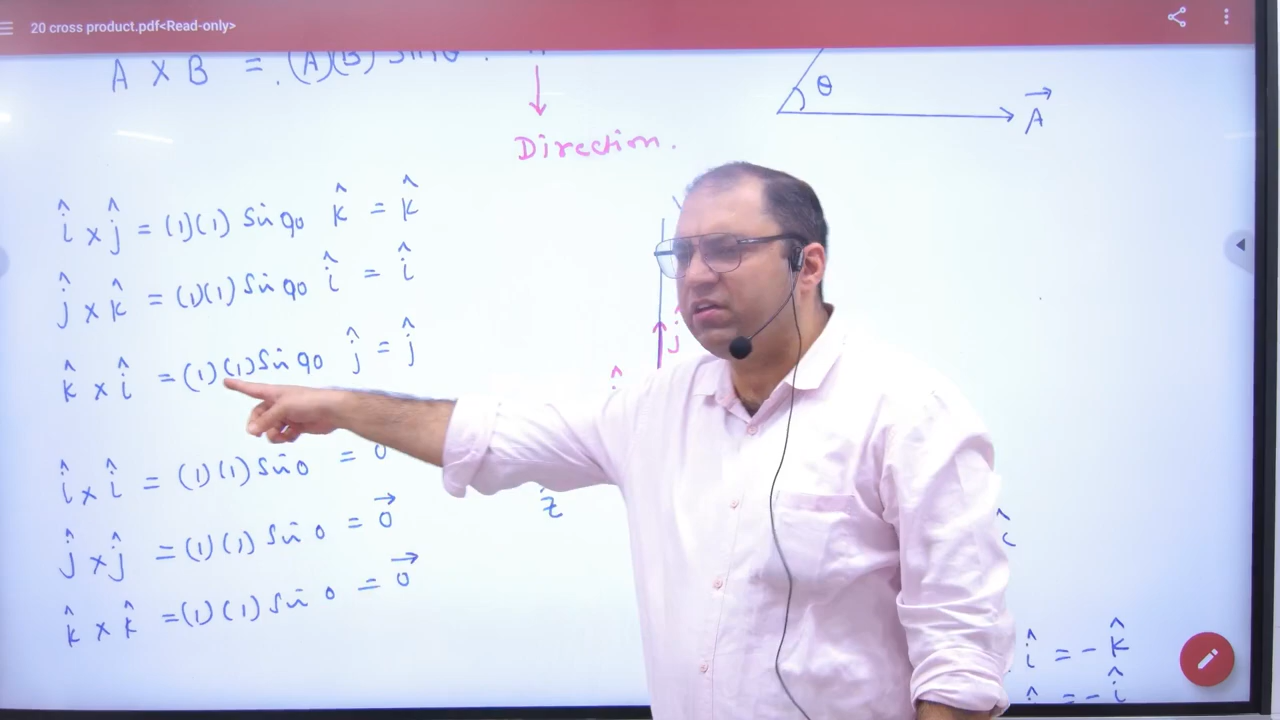 20 cross product.pdf<Read-only>
A X B = (A)(B) sinθ
Direction.
θ
A⃗
î x ĵ = (1)(1) Sin 90 k̂ = k̂
ĵ x k̂ = (1)(1) Sin 90 î = î
k̂ x î = (1)(1) Sin 90 ĵ = ĵ
î x î = (1)(1) Sin 0 = 0
ĵ x ĵ = (1)(1) Sin 0 = 0⃗
k̂ x k̂ = (1)(1) Sin 0 = 0⃗
ĵ
z
î = - k̂
= - î